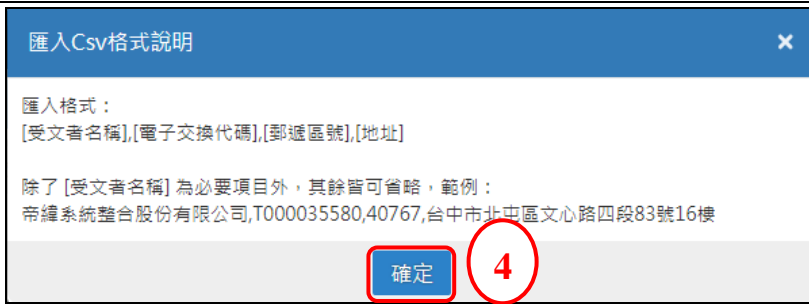 匯入Csv格式說明 ×
匯入格式：
[受文者名稱],[電子交換代碼],[郵遞區號],[地址]
除了 [受文者名稱] 為必要項目外，其餘皆可省略，範例：
帝緯系統整合股份有限公司,T000035580,40767,台中市北屯區文心路四段83號16樓
確定 4